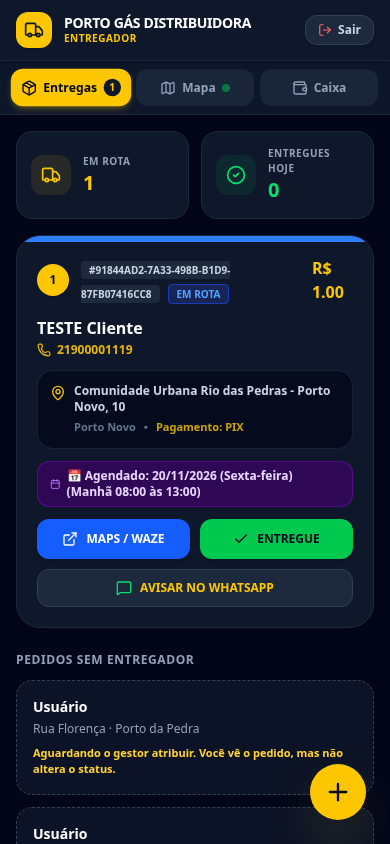 PORTO GÁS DISTRIBUIDORA
ENTREGADOR
Sair
Entregas 1
Mapa
Caixa
EM ROTA
1
ENTREGUES
HOJE
0
1
#91844AD2-7A33-498B-B1D9-
87FB07416CC8 EM ROTA
R$
1.00
TESTE Cliente
21900001119
Comunidade Urbana Rio das Pedras - Porto
Novo, 10
Porto Novo • Pagamento: PIX
📅 Agendado: 20/11/2026 (Sexta-feira)
(Manhã 08:00 às 13:00)
MAPS / WAZE
ENTREGUE
AVISAR NO WHATSAPP
PEDIDOS SEM ENTREGADOR
Usuário
Rua Florença · Porto da Pedra
Aguardando o gestor atribuir. Você vê o pedido, mas não
altera o status.
Usuário